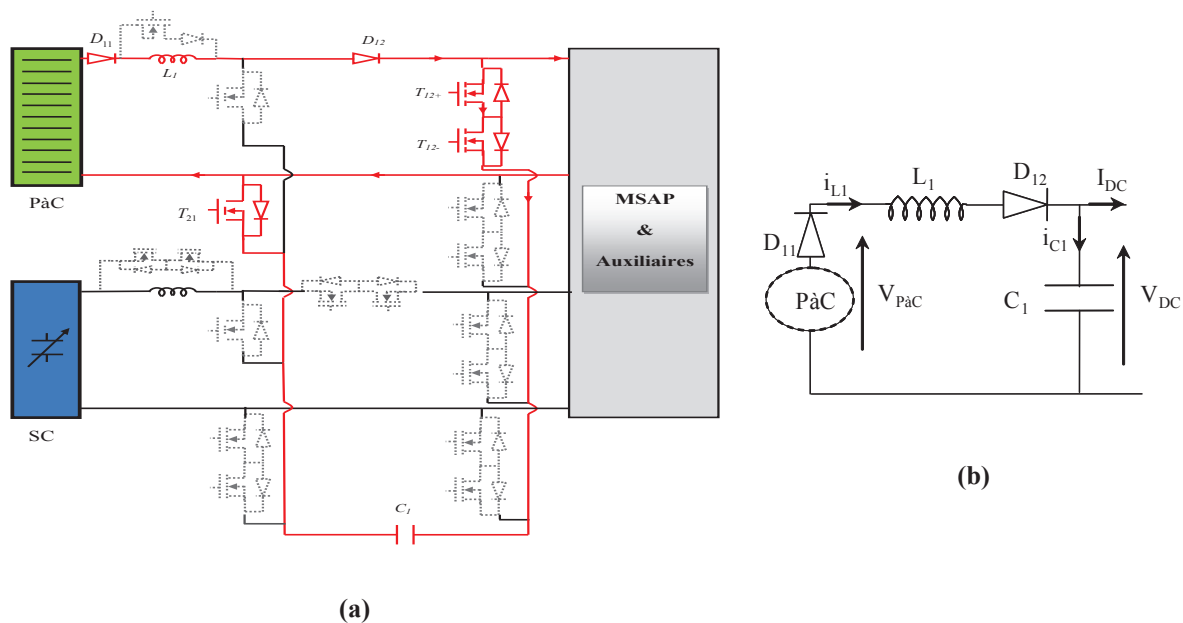 D11
L1
D12
T12+
T12-
T21
PàC
SC
C1
MSAP
&
Auxiliaires
(a)
iL1
L1
D12
IDC
D11
iC1
PàC
VPàC
C1
VDC
(b)